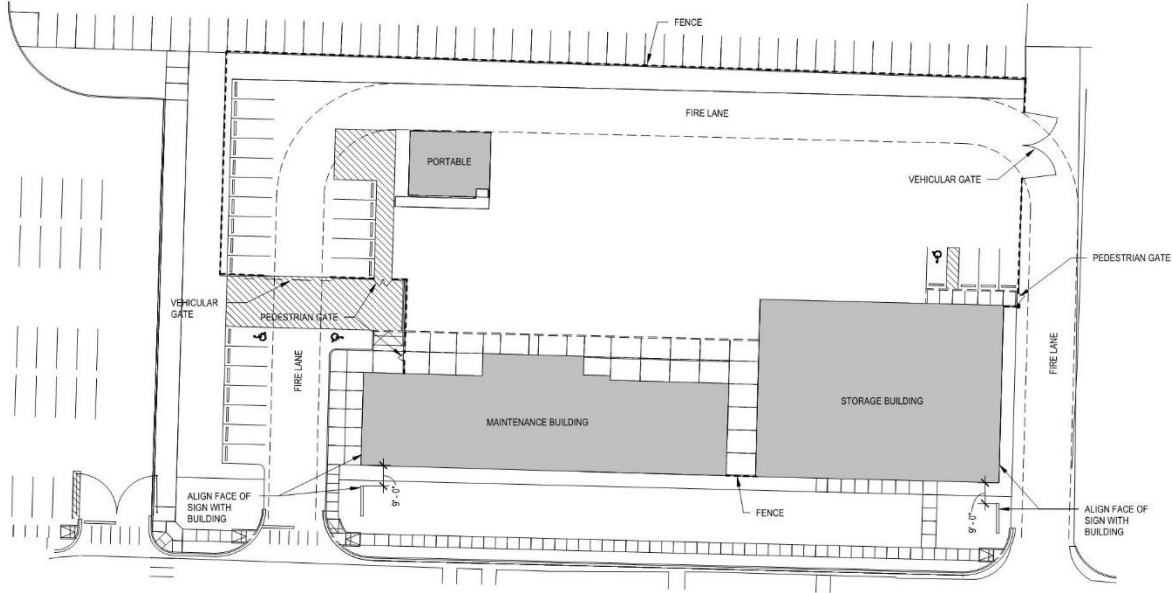 FENCE
FIRE LANE
PORTABLE
VEHICULAR GATE
PEDESTRIAN GATE
VEHICULAR
GATE
PEDESTRIAN GATE
FIRE LANE
FIRE LANE
STORAGE BUILDING
MAINTENANCE BUILDING
ALIGN FACE OF
SIGN WITH
BUILDING
9' - 0"
FENCE
9' - 0"
ALIGN FACE OF
SIGN WITH
BUILDING